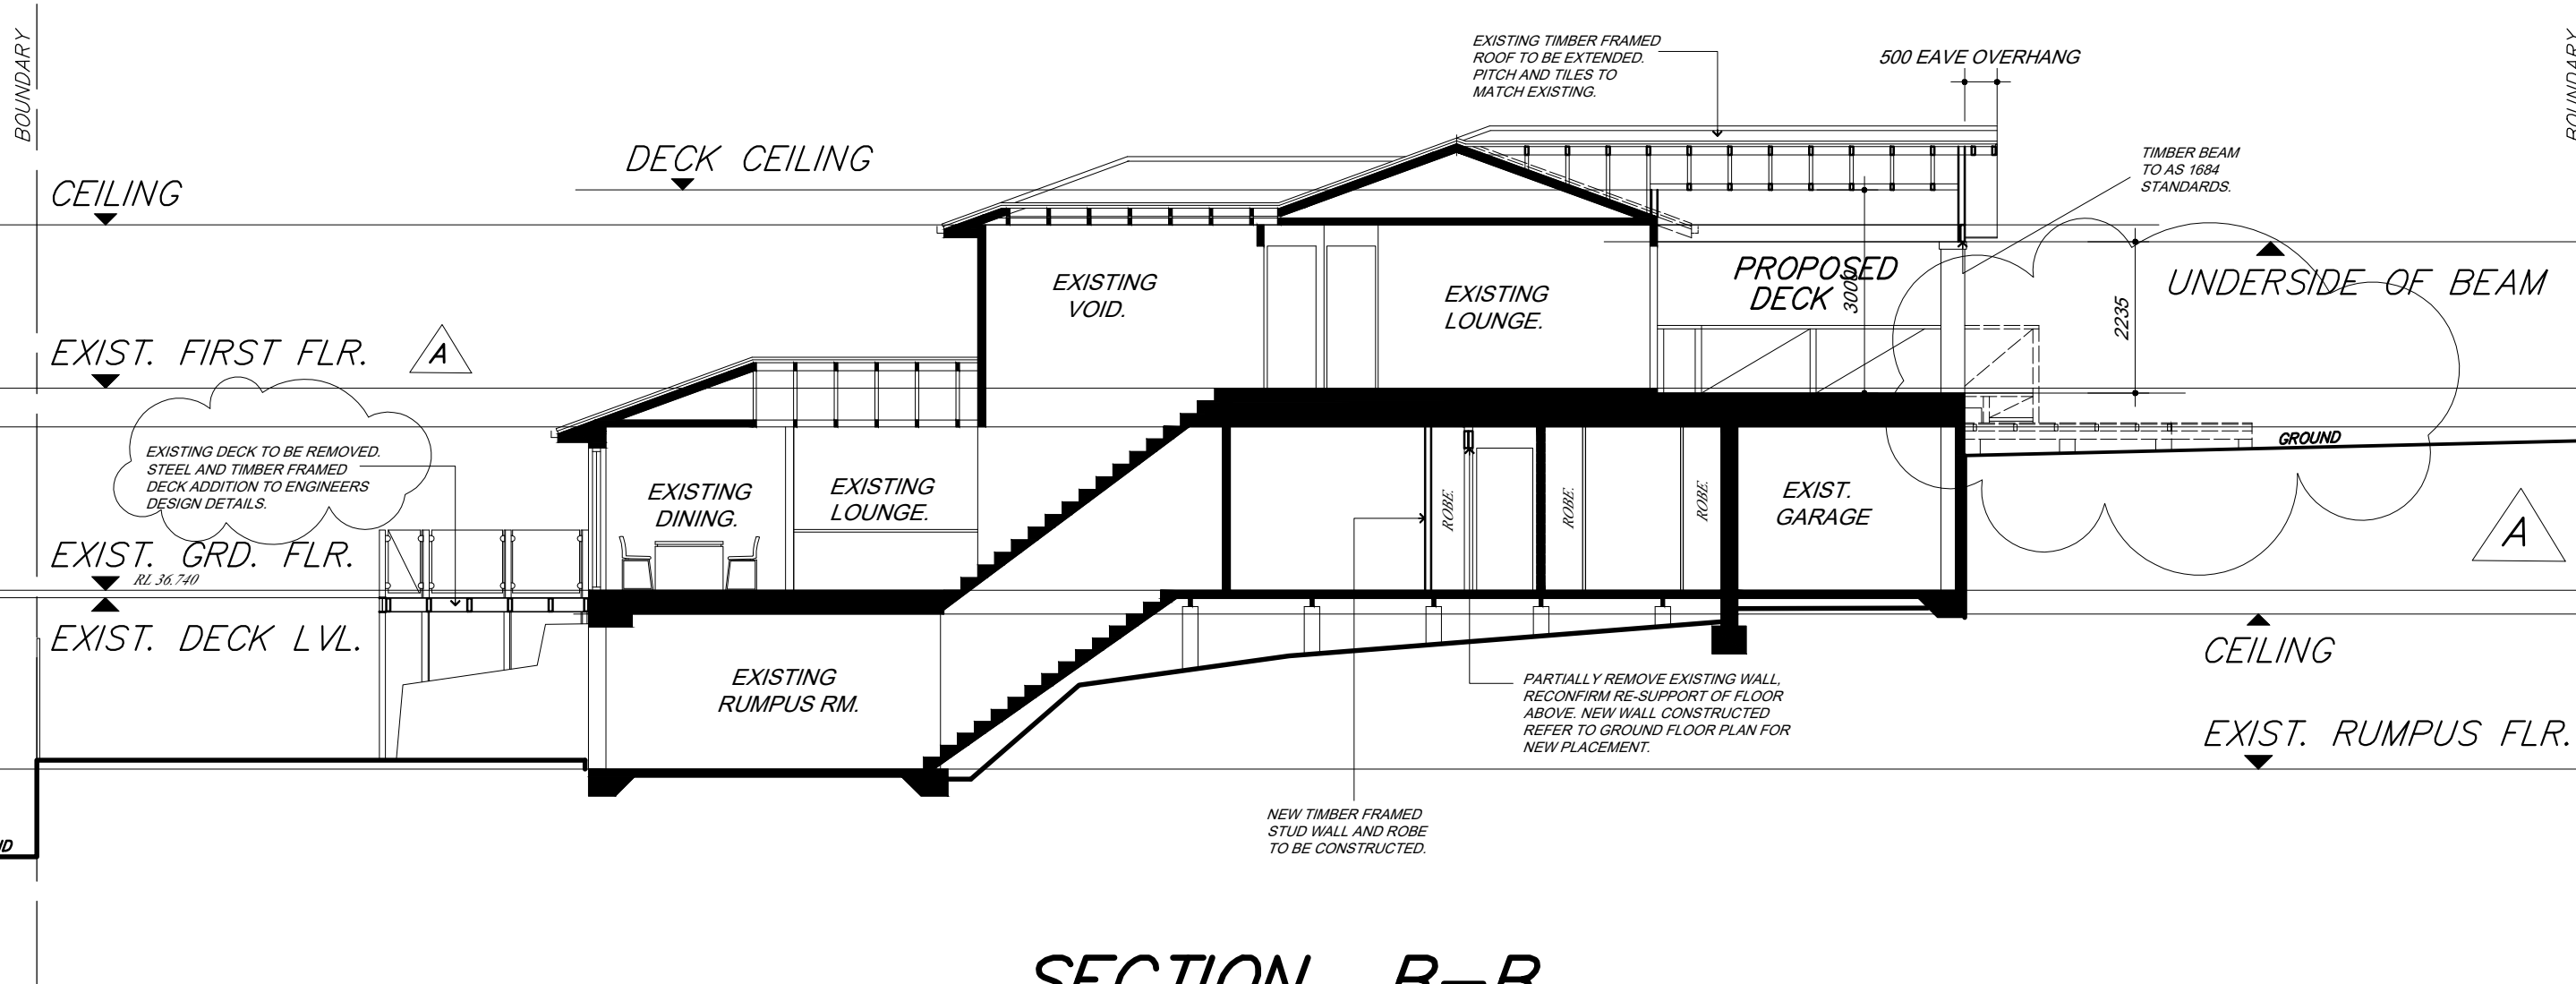 BOUNDARY
EXISTING TIMBER FRAMED
ROOF TO BE EXTENDED.
PITCH AND TILES TO
MATCH EXISTING.
500 EAVE OVERHANG
BOUNDARY
DECK CEILING
CEILING
TIMBER BEAM
TO AS 1684
STANDARDS.
EXISTING
VOID.
EXISTING
LOUNGE.
PROPOSED
DECK
3000
UNDERSIDE OF BEAM
2235
EXIST. FIRST FLR.
A
EXISTING DECK TO BE REMOVED.
STEEL AND TIMBER FRAMED
DECK ADDITION TO ENGINEERS
DESIGN DETAILS.
GROUND
EXISTING
DINING.
EXISTING
LOUNGE.
ROBE.
ROBE.
ROBE.
EXIST.
GARAGE
A
EXIST. GRD. FLR.
RL 36.740
EXIST. DECK LVL.
CEILING
EXISTING
RUMPUS RM.
PARTIALLY REMOVE EXISTING WALL,
RECONFIRM RE-SUPPORT OF FLOOR
ABOVE. NEW WALL CONSTRUCTED
REFER TO GROUND FLOOR PLAN FOR
NEW PLACEMENT.
EXIST. RUMPUS FLR.
NEW TIMBER FRAMED
STUD WALL AND ROBE
TO BE CONSTRUCTED.
SECTION B-B